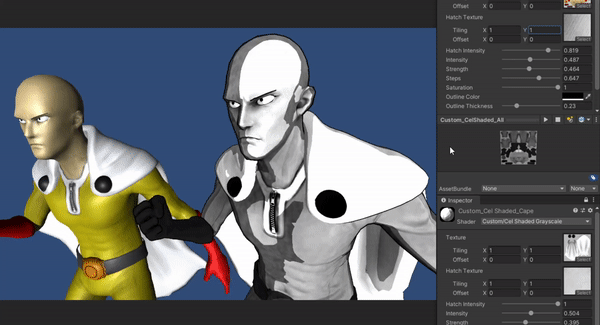 Offset X 0 Y 0
Select
Hatch Texture
Tiling X 1 Y 1
Offset X 0 Y 0
Select
Hatch Intensity 0.819
Intensity 0.487
Strength 0.464
Steps 0.647
Saturation 1
Outline Color
Outline Thickness 0.23
Custom_CelShaded_All
AssetBundle None None
Inspector
Custom_Cel Shaded_Cape
Shader Custom/Cel Shaded Grayscale
Texture
Tiling X 1 Y 1
Offset X 0 Y 0
Select
Hatch Texture
Tiling X 1 Y 1
Offset X 0 Y 0
Select
Hatch Intensity 1
Intensity 0.504
Strength 0.395